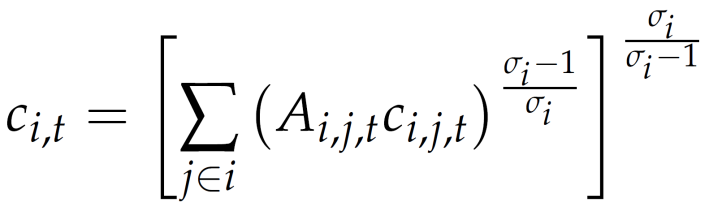 $c_{i,t} = \left[ \sum_{j \in i} \left( A_{i,j,t} c_{i,j,t} \right)^{\frac{\sigma_i - 1}{\sigma_i}} \right]^{\frac{\sigma_i}{\sigma_i - 1}}$